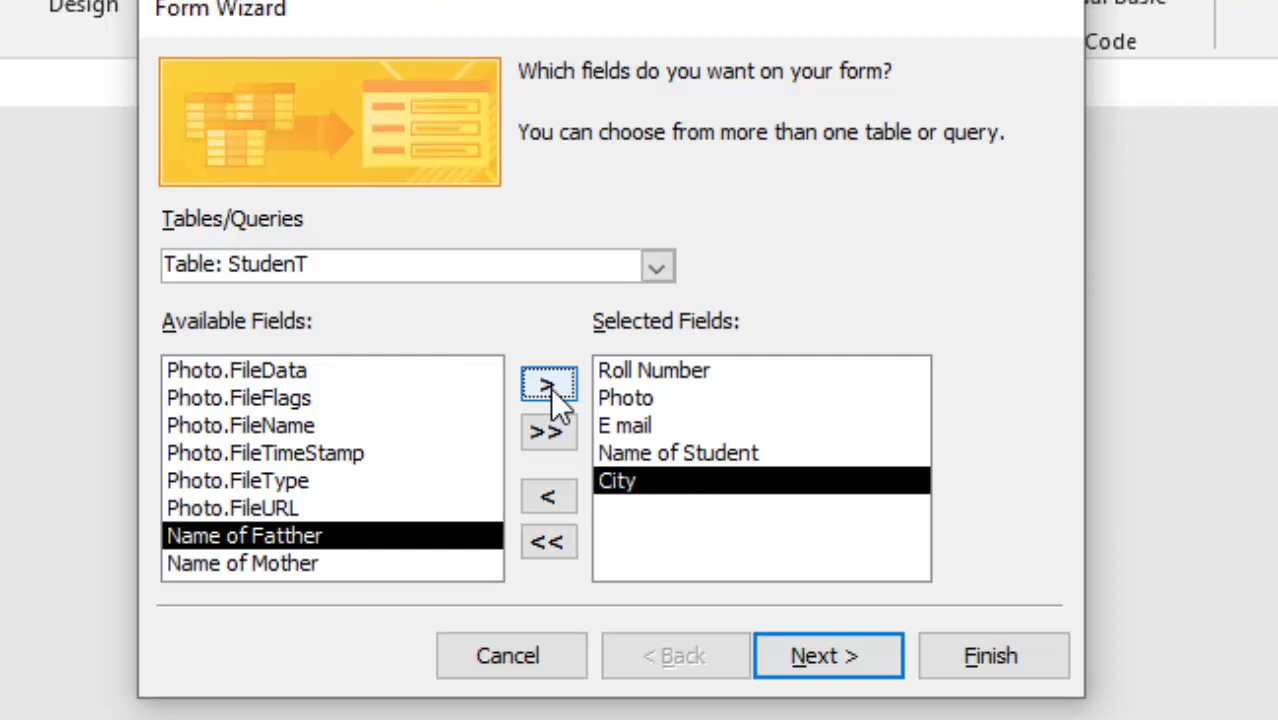 Design
Form Wizard
Code
Which fields do you want on your form?
You can choose from more than one table or query.
Tables/Queries
Table: StudenT
Available Fields:
Selected Fields:
Photo.FileData
Photo.FileFlags
Photo.FileName
Photo.FileTimeStamp
Photo.FileType
Photo.FileURL
Name of Fatther
Name of Mother
>
>>
<
<<
Roll Number
Photo
E mail
Name of Student
City
Cancel
< Back
Next >
Finish